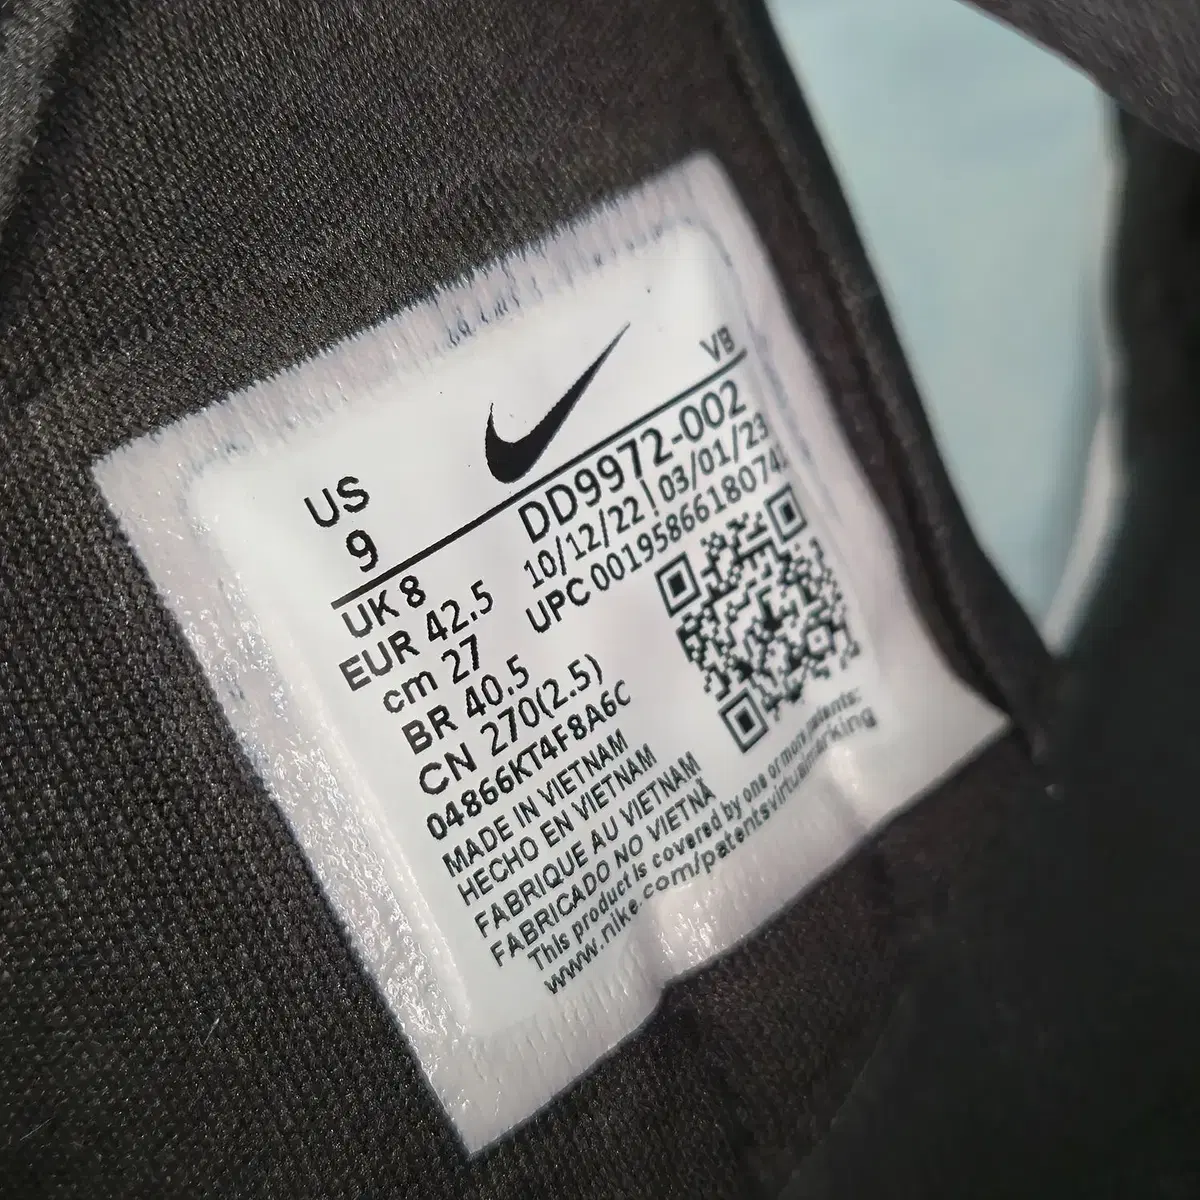 VB
US
9
DD9972-002
10/12/22 | 03/01/23
UPC 00195866180742
UK 8
EUR 42.5
cm 27
BR 40.5
CN 270(2.5)
04866KT4F8A6C
MADE IN VIETNAM
HECHO EN VIETNAM
FABRIQUE AU VIETNAM
FABRICADO NO VIETNÃ
This product is covered by one or more patents:
www.nike.com/patentsvirtualmarking